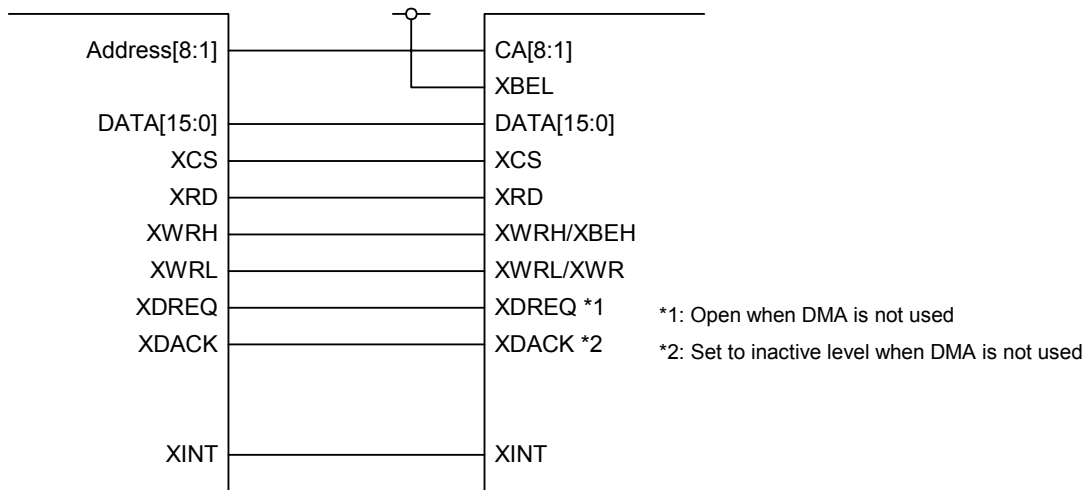 Address[8:1] CA[8:1]
XBEL
DATA[15:0] DATA[15:0]
XCS XCS
XRD XRD
XWRH XWRH/XBEH
XWRL XWRL/XWR
XDREQ XDREQ *1 *1: Open when DMA is not used
XDACK XDACK *2 *2: Set to inactive level when DMA is not used
XINT XINT